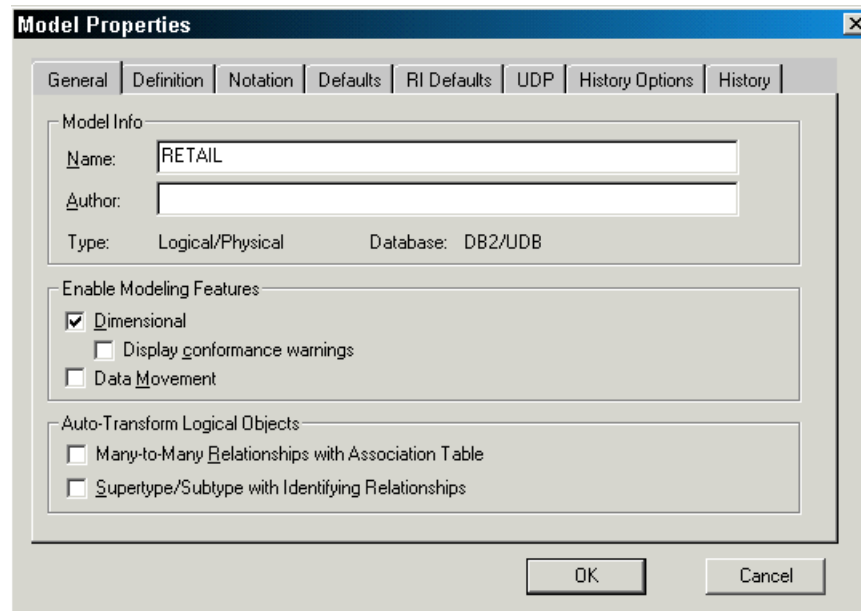 Model Properties
General Definition Notation Defaults RI Defaults UDP History Options History
Model Info
Name: RETAIL
Author:
Type: Logical/Physical Database: DB2/UDB
Enable Modeling Features
Dimensional
Display conformance warnings
Data Movement
Auto-Transform Logical Objects
Many-to-Many Relationships with Association Table
Supertype/Subtype with Identifying Relationships
OK Cancel